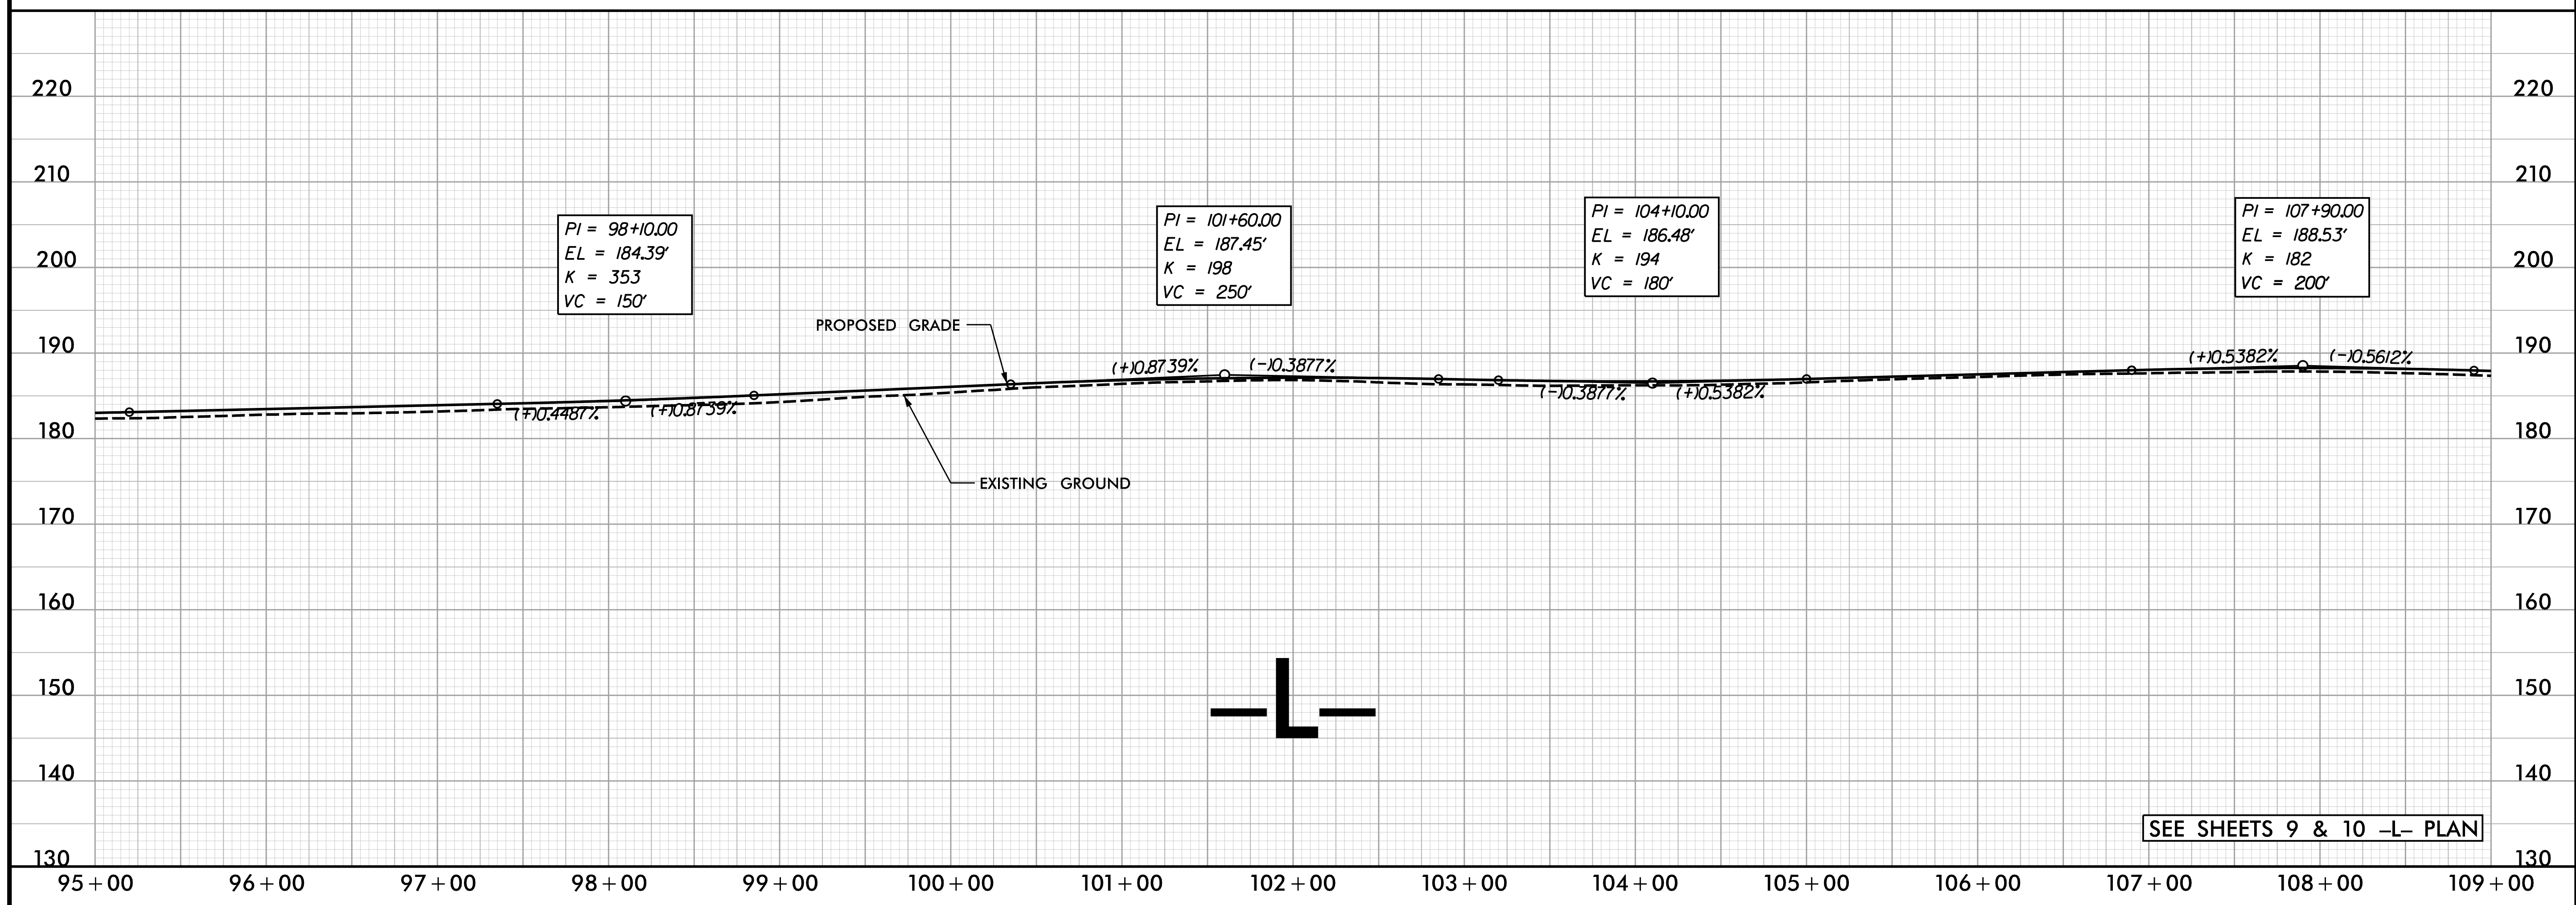 220 220
210 210
200 200
190 190
180 180
170 170
160 160
150 150
140 140
130 130
PI = 98+10.00
EL = 184.39'
K = 353
VC = 150'
PI = 101+60.00
EL = 187.45'
K = 198
VC = 250'
PI = 104+10.00
EL = 186.48'
K = 194
VC = 180'
PI = 107+90.00
EL = 188.53'
K = 182
VC = 200'
PROPOSED GRADE
(+)0.8739% (-)0.3877%
(+)0.5382% (-)0.5612%
(+)0.4487% (+)0.8739%
(-)0.3877% (+)0.5382%
EXISTING GROUND
–L–
SEE SHEETS 9 & 10 –L– PLAN
95+00 96+00 97+00 98+00 99+00 100+00 101+00 102+00 103+00 104+00 105+00 106+00 107+00 108+00 109+00